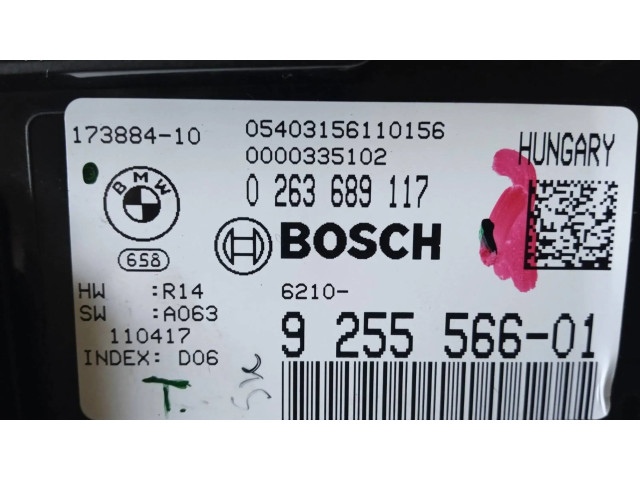 173884-10
05403156110156
0000335102
HUNGARY
0 263 689 117
BMW
BOSCH
658
HW :R14
6210-
SW :A063
9 255 566-01
110417
INDEX: D06
T.